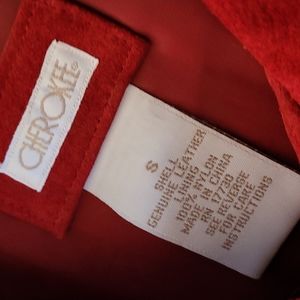 CHEROKEE®
S
SHELL
GENUINE LEATHER
LINING
100% NYLON
MADE IN CHINA
RN 17730
SEE REVERSE
FOR CARE
INSTRUCTIONS